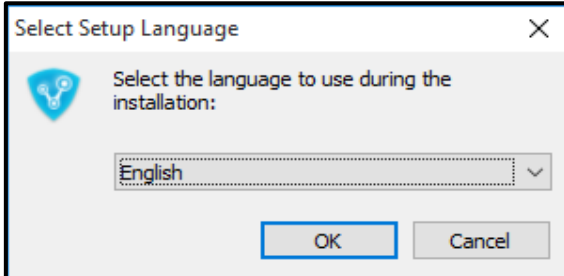 Select Setup Language
Select the language to use during the
installation:
English
OK
Cancel